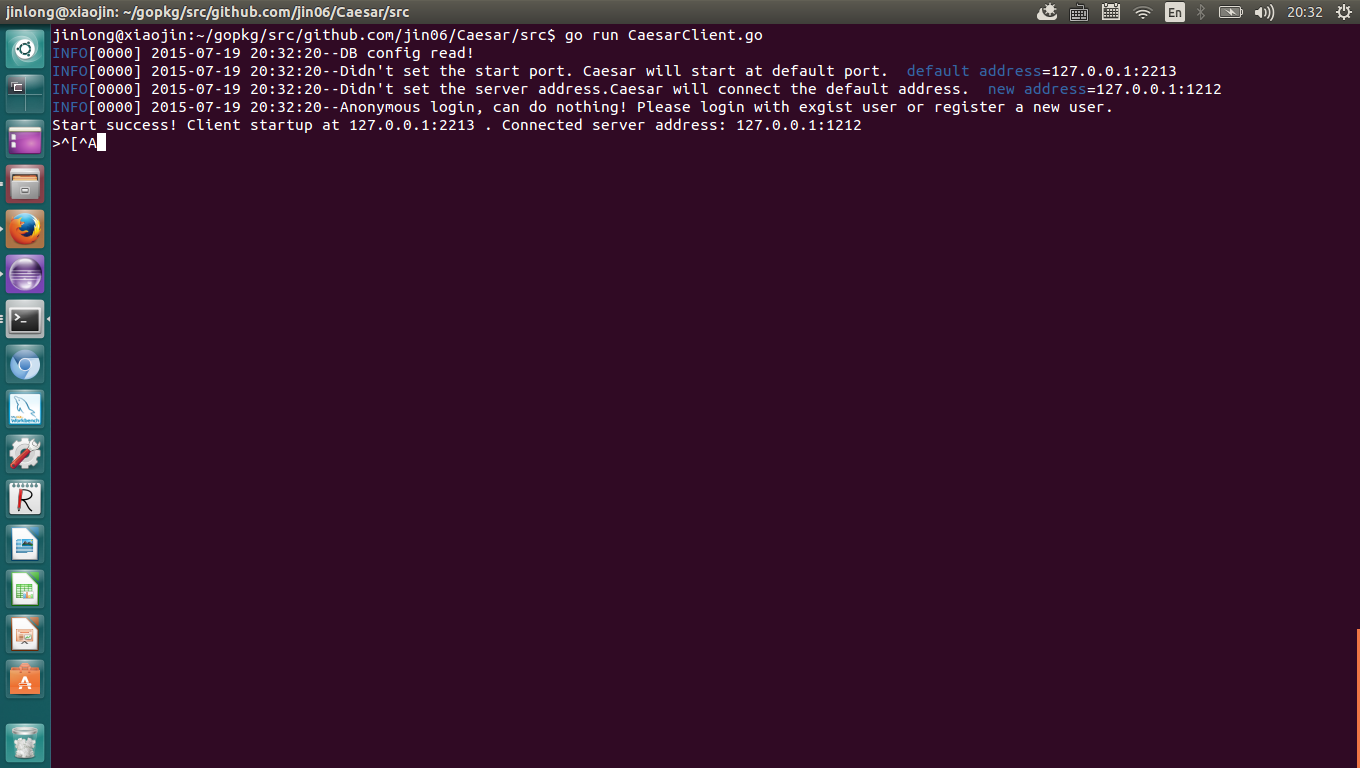 jinlong@xiaojin: ~/gopkg/src/github.com/jin06/Caesar/src
En
20:32
jinlong@xiaojin:~/gopkg/src/github.com/jin06/Caesar/src$ go run CaesarClient.go
INFO[0000] 2015-07-19 20:32:20--DB config read!
INFO[0000] 2015-07-19 20:32:20--Didn't set the start port. Caesar will start at default port.  default address=127.0.0.1:2213
INFO[0000] 2015-07-19 20:32:20--Didn't set the server address.Caesar will connect the default address.  new address=127.0.0.1:1212
INFO[0000] 2015-07-19 20:32:20--Anonymous login, can do nothing! Please login with exgist user or register a new user.
Start success! Client startup at 127.0.0.1:2213 . Connected server address: 127.0.0.1:1212
>^[^A
Workbench
R